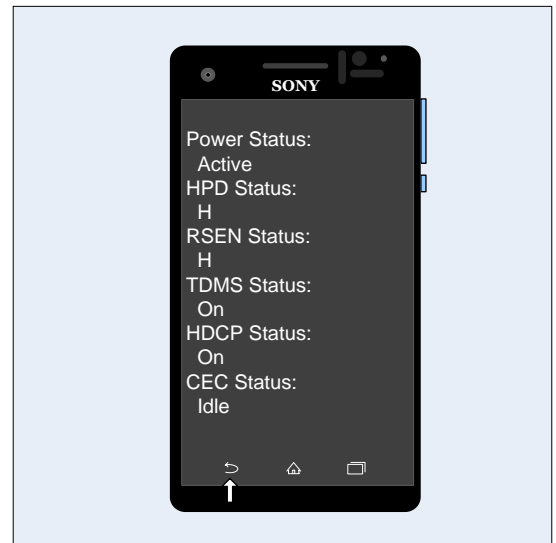 SONY
Power Status:
Active
HPD Status:
H
RSEN Status:
H
TDMS Status:
On
HDCP Status:
On
CEC Status:
Idle